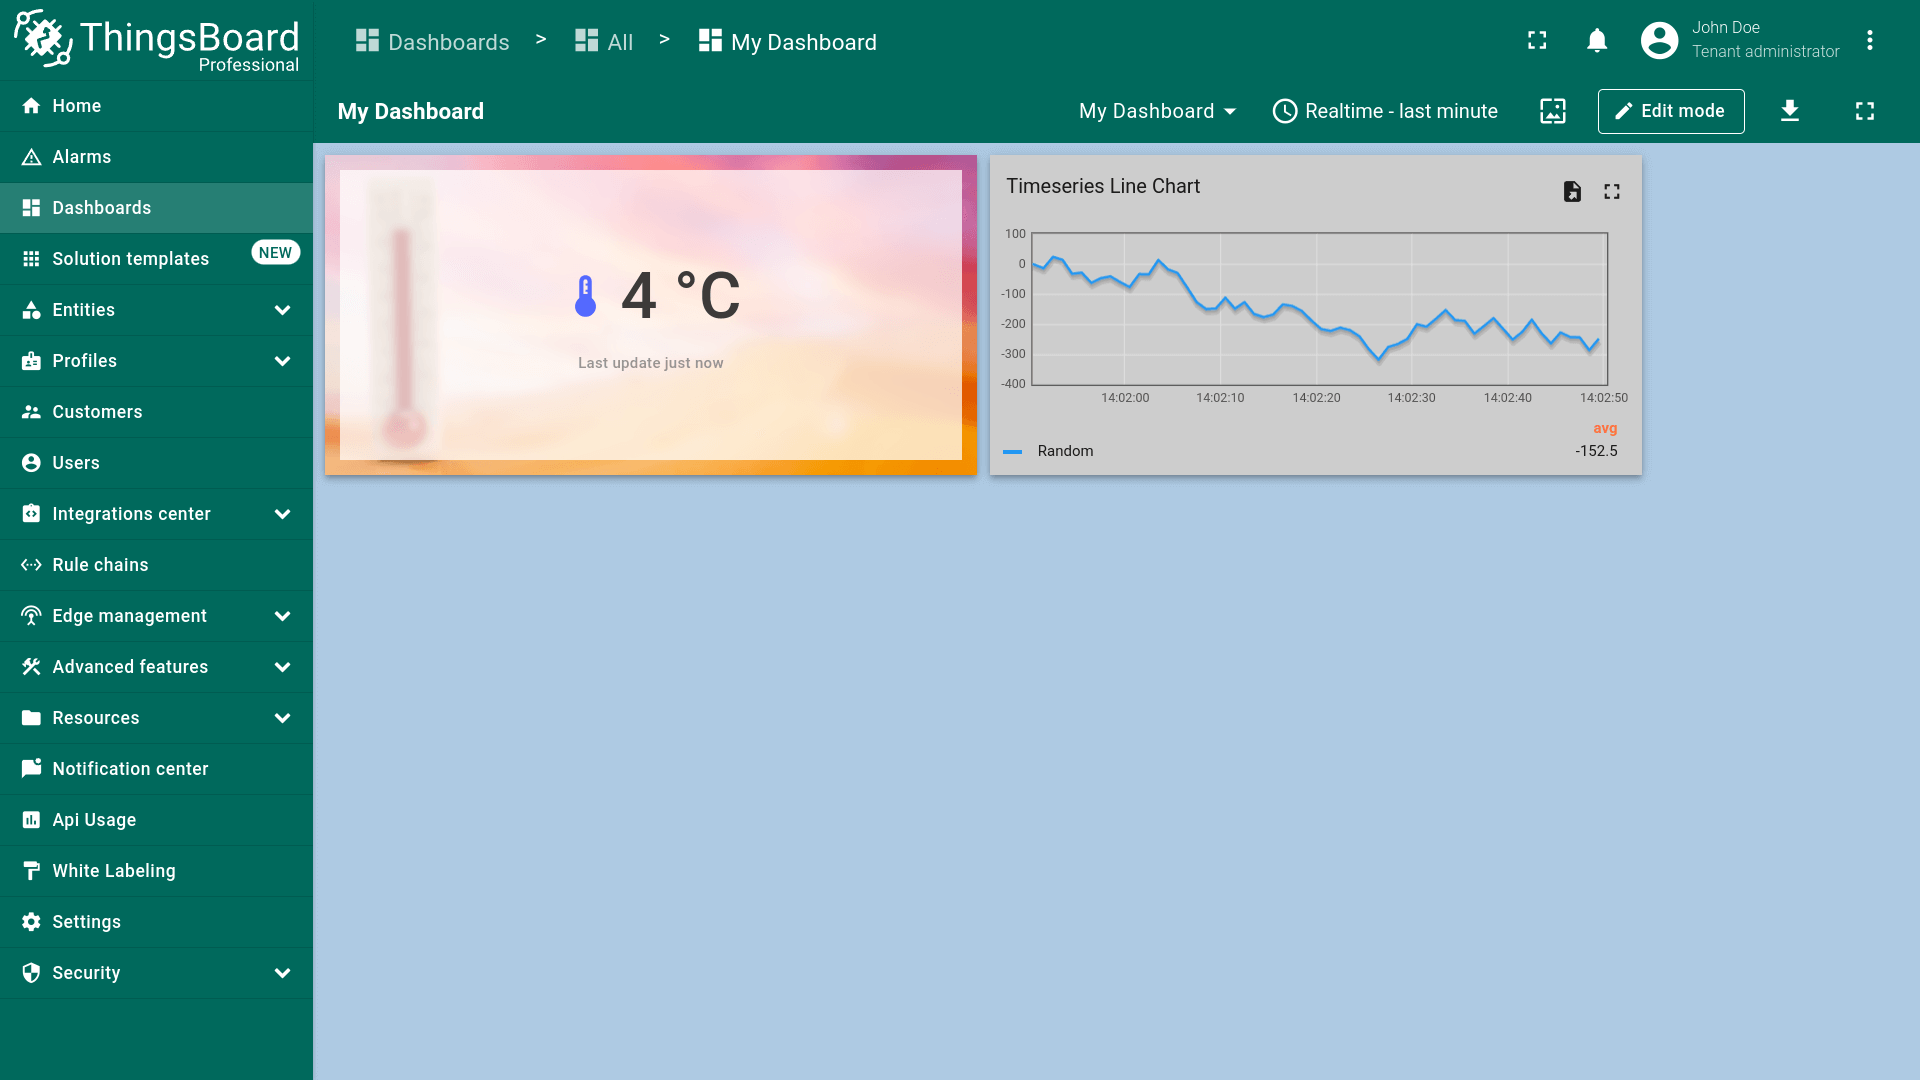 ThingsBoard
Professional
Dashboards > All > My Dashboard
John Doe
Tenant administrator
Home
Alarms
Dashboards
Solution templates NEW
Entities
Profiles
Customers
Users
Integrations center
Rule chains
Edge management
Advanced features
Resources
Notification center
Api Usage
White Labeling
Settings
Security
My Dashboard
My Dashboard Realtime - last minute Edit mode
4 °C
Last update just now
Timeseries Line Chart
100
0
-100
-200
-300
-400
14:02:00 14:02:10 14:02:20 14:02:30 14:02:40 14:02:50
avg
Random -152.5